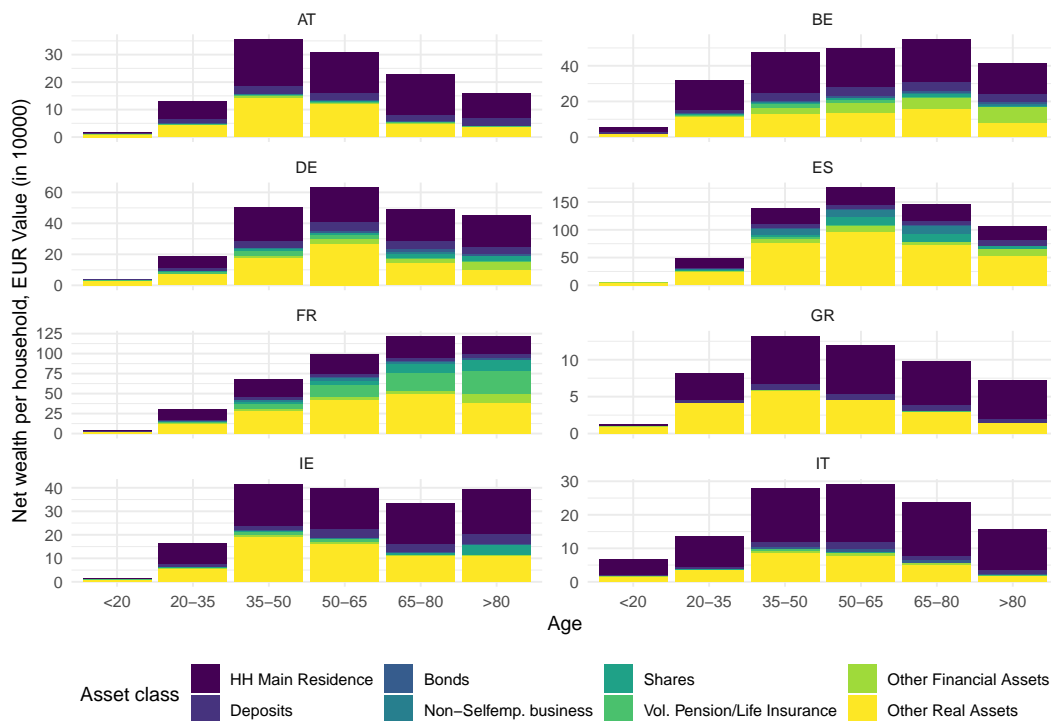 AT
BE
30
20
10
0
40
20
0
DE
ES
60
40
20
0
150
100
50
0
FR
GR
125
100
75
50
25
0
10
5
0
IE
IT
40
30
20
10
0
30
20
10
0
<20
20−35
35−50
50−65
65−80
>80
<20
20−35
35−50
50−65
65−80
>80
Net wealth per household, EUR Value (in 10000)
Age
Asset class
HH Main Residence
Bonds
Shares
Other Financial Assets
Deposits
Non−Selfemp. business
Vol. Pension/Life Insurance
Other Real Assets